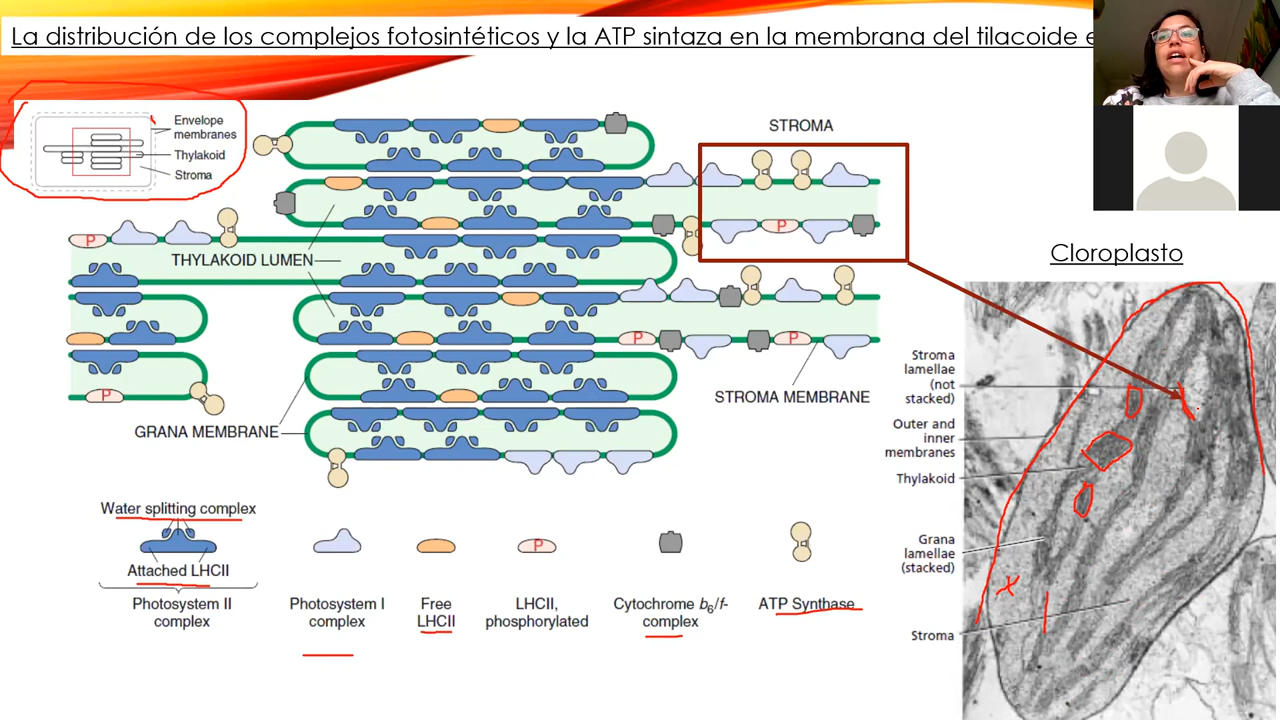 La distribución de los complejos fotosintéticos y la ATP sintaza en la membrana del tilacoide
Envelope
membranes
Thylakoid
Stroma
STROMA
THYLAKOID LUMEN
P
P
P
P
P
P
STROMA MEMBRANE
GRANA MEMBRANE
Water splitting complex
Attached LHCII
Photosystem II
complex
Photosystem I
complex
Free
LHCII
P
LHCII,
phosphorylated
Cytochrome b6/f-
complex
ATP Synthase
Cloroplasto
Stroma
lamellae
(not
stacked)
Outer and
inner
membranes
Thylakoid
Grana
lamellae
(stacked)
Stroma